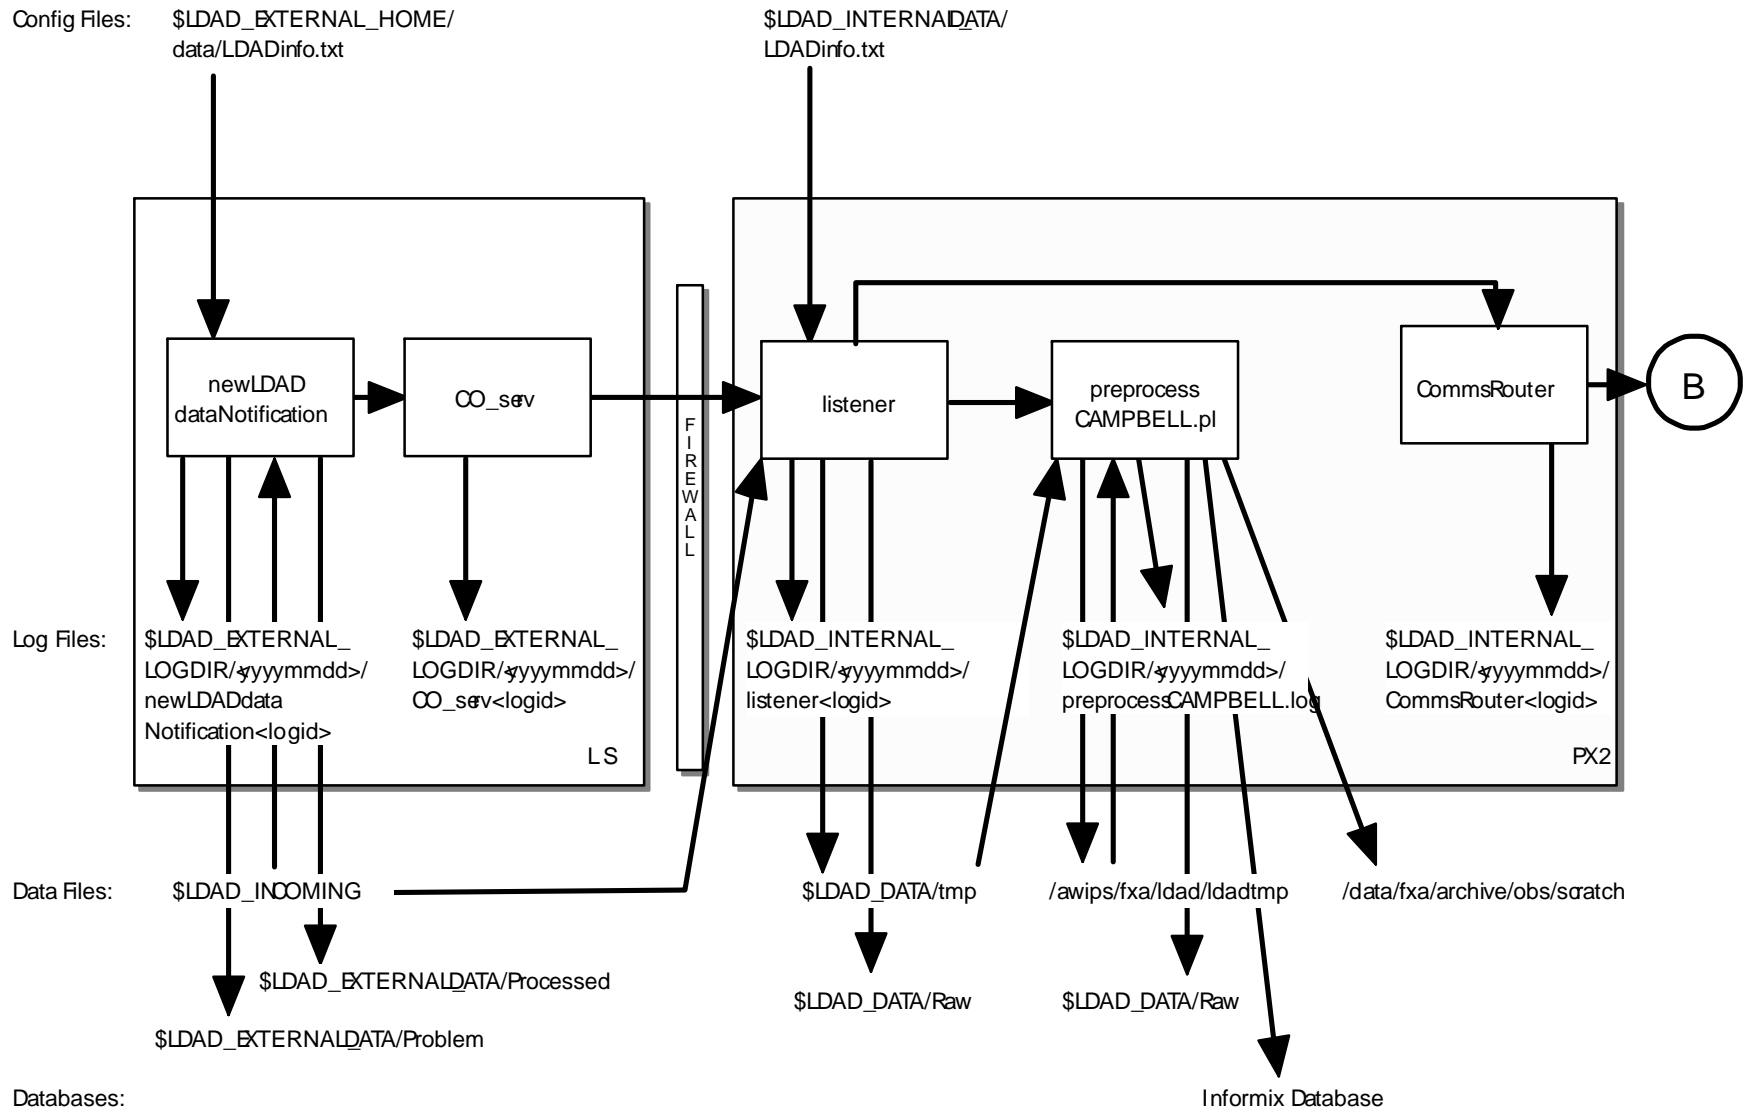 Config Files:
$LDAD_EXTERNAL_HOME/
data/LDADinfo.txt
$LDAD_INTERNALDATA/
LDADinfo.txt
newLDAD
dataNotification
CO_serv
F
I
R
E
W
A
L
L
listener
preprocess
CAMPBELL.pl
CommsRouter
B
Log Files:
$LDAD_EXTERNAL_
LOGDIR/<yyyymmdd>/
newLDADdata
Notification<logid>
$LDAD_EXTERNAL_
LOGDIR/<yyyymmdd>/
CO_serv<logid>
LS
$LDAD_INTERNAL_
LOGDIR/<yyyymmdd>/
listener<logid>
$LDAD_INTERNAL_
LOGDIR/<yyyymmdd>/
preprocessCAMPBELL.log
$LDAD_INTERNAL_
LOGDIR/<yyyymmdd>/
CommsRouter<logid>
PX2
Data Files:
$LDAD_INCOMING
$LDAD_DATA/tmp
/awips/fxa/ldad/ldadtmp
/data/fxa/archive/obs/scratch
$LDAD_EXTERNAL_DATA/Processed
$LDAD_DATA/Raw
$LDAD_DATA/Raw
$LDAD_EXTERNAL_DATA/Problem
Databases:
Informix Database